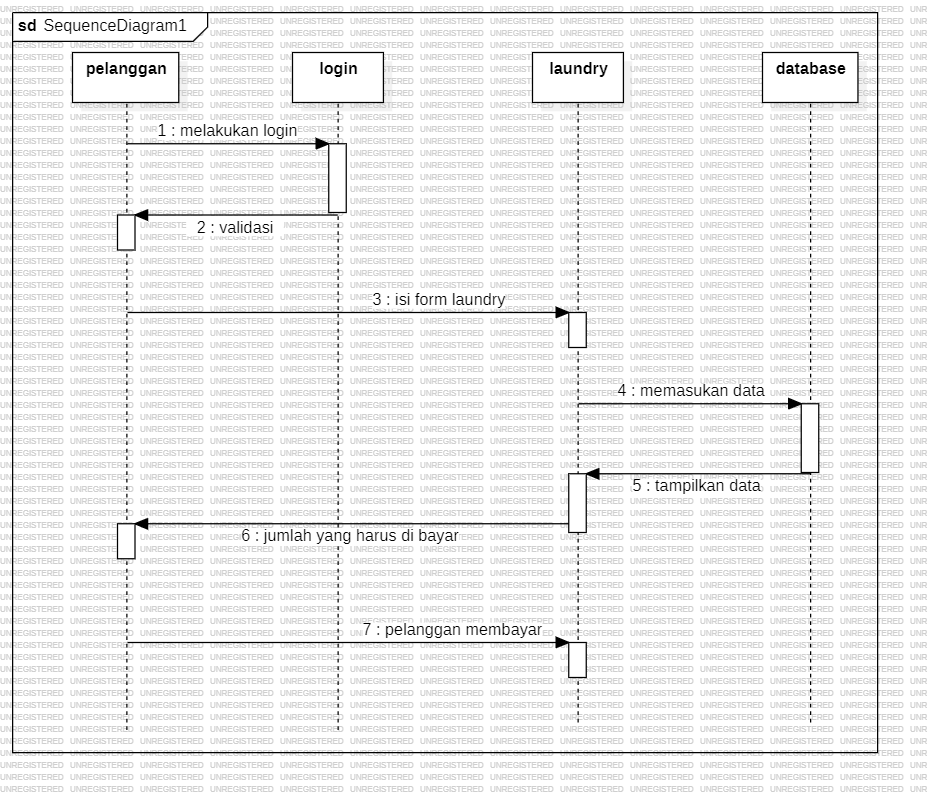 sd SequenceDiagram1
pelanggan
login
laundry
database
1 : melakukan login
2 : validasi
3 : isi form laundry
4 : memasukan data
5 : tampilkan data
6 : jumlah yang harus di bayar
7 : pelanggan membayar
UNREGISTERED